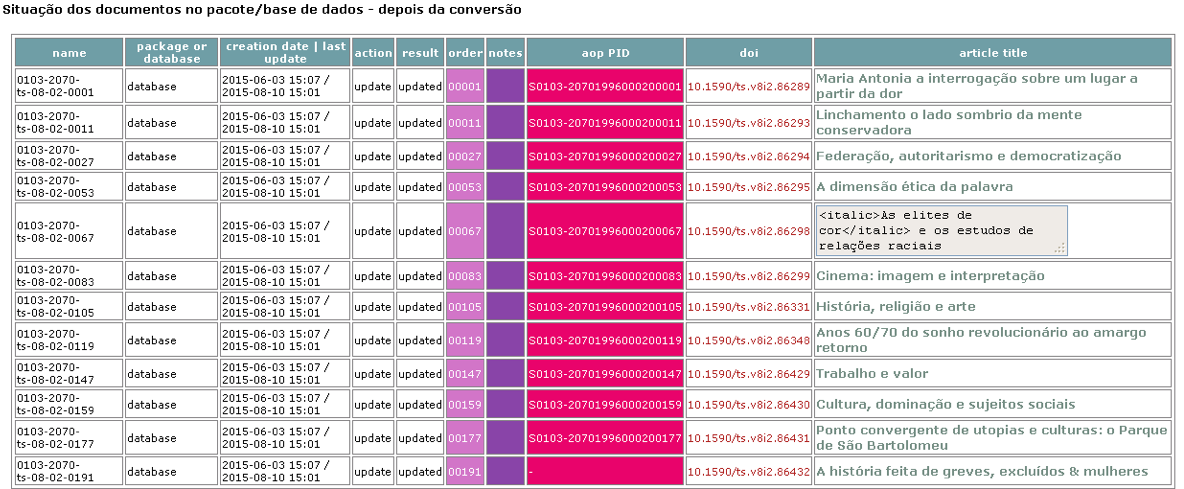 Situação dos documentos no pacote/base de dados - depois da conversão
name package or database creation date | last update action result order notes aop PID doi article title
0103-2070-ts-08-02-0001 database 2015-06-03 15:07 / 2015-08-10 15:01 update updated 00001 S0103-20701996000200001 10.1590/ts.v8i2.86289 Maria Antonia a interrogação sobre um lugar a partir da dor
0103-2070-ts-08-02-0011 database 2015-06-03 15:07 / 2015-08-10 15:01 update updated 00011 S0103-20701996000200011 10.1590/ts.v8i2.86293 Linchamento o lado sombrio da mente conservadora
0103-2070-ts-08-02-0027 database 2015-06-03 15:07 / 2015-08-10 15:01 update updated 00027 S0103-20701996000200027 10.1590/ts.v8i2.86294 Federação, autoritarismo e democratização
0103-2070-ts-08-02-0053 database 2015-06-03 15:07 / 2015-08-10 15:01 update updated 00053 S0103-20701996000200053 10.1590/ts.v8i2.86295 A dimensão ética da palavra
0103-2070-ts-08-02-0067 database 2015-06-03 15:07 / 2015-08-10 15:01 update updated 00067 S0103-20701996000200067 10.1590/ts.v8i2.86298 <italic>As elites de cor</italic> e os estudos de relações raciais
0103-2070-ts-08-02-0083 database 2015-06-03 15:07 / 2015-08-10 15:01 update updated 00083 S0103-20701996000200083 10.1590/ts.v8i2.86299 Cinema: imagem e interpretação
0103-2070-ts-08-02-0105 database 2015-06-03 15:07 / 2015-08-10 15:01 update updated 00105 S0103-20701996000200105 10.1590/ts.v8i2.86331 História, religião e arte
0103-2070-ts-08-02-0119 database 2015-06-03 15:07 / 2015-08-10 15:01 update updated 00119 S0103-20701996000200119 10.1590/ts.v8i2.86348 Anos 60/70 do sonho revolucionário ao amargo retorno
0103-2070-ts-08-02-0147 database 2015-06-03 15:07 / 2015-08-10 15:01 update updated 00147 S0103-20701996000200147 10.1590/ts.v8i2.86429 Trabalho e valor
0103-2070-ts-08-02-0159 database 2015-06-03 15:07 / 2015-08-10 15:01 update updated 00159 S0103-20701996000200159 10.1590/ts.v8i2.86430 Cultura, dominação e sujeitos sociais
0103-2070-ts-08-02-0177 database 2015-06-03 15:07 / 2015-08-10 15:01 update updated 00177 S0103-20701996000200177 10.1590/ts.v8i2.86431 Ponto convergente de utopias e culturas: o Parque de São Bartolomeu
0103-2070-ts-08-02-0191 database 2015-06-03 15:07 / 2015-08-10 15:01 update updated 00191 - 10.1590/ts.v8i2.86432 A história feita de greves, excluídos & mulheres